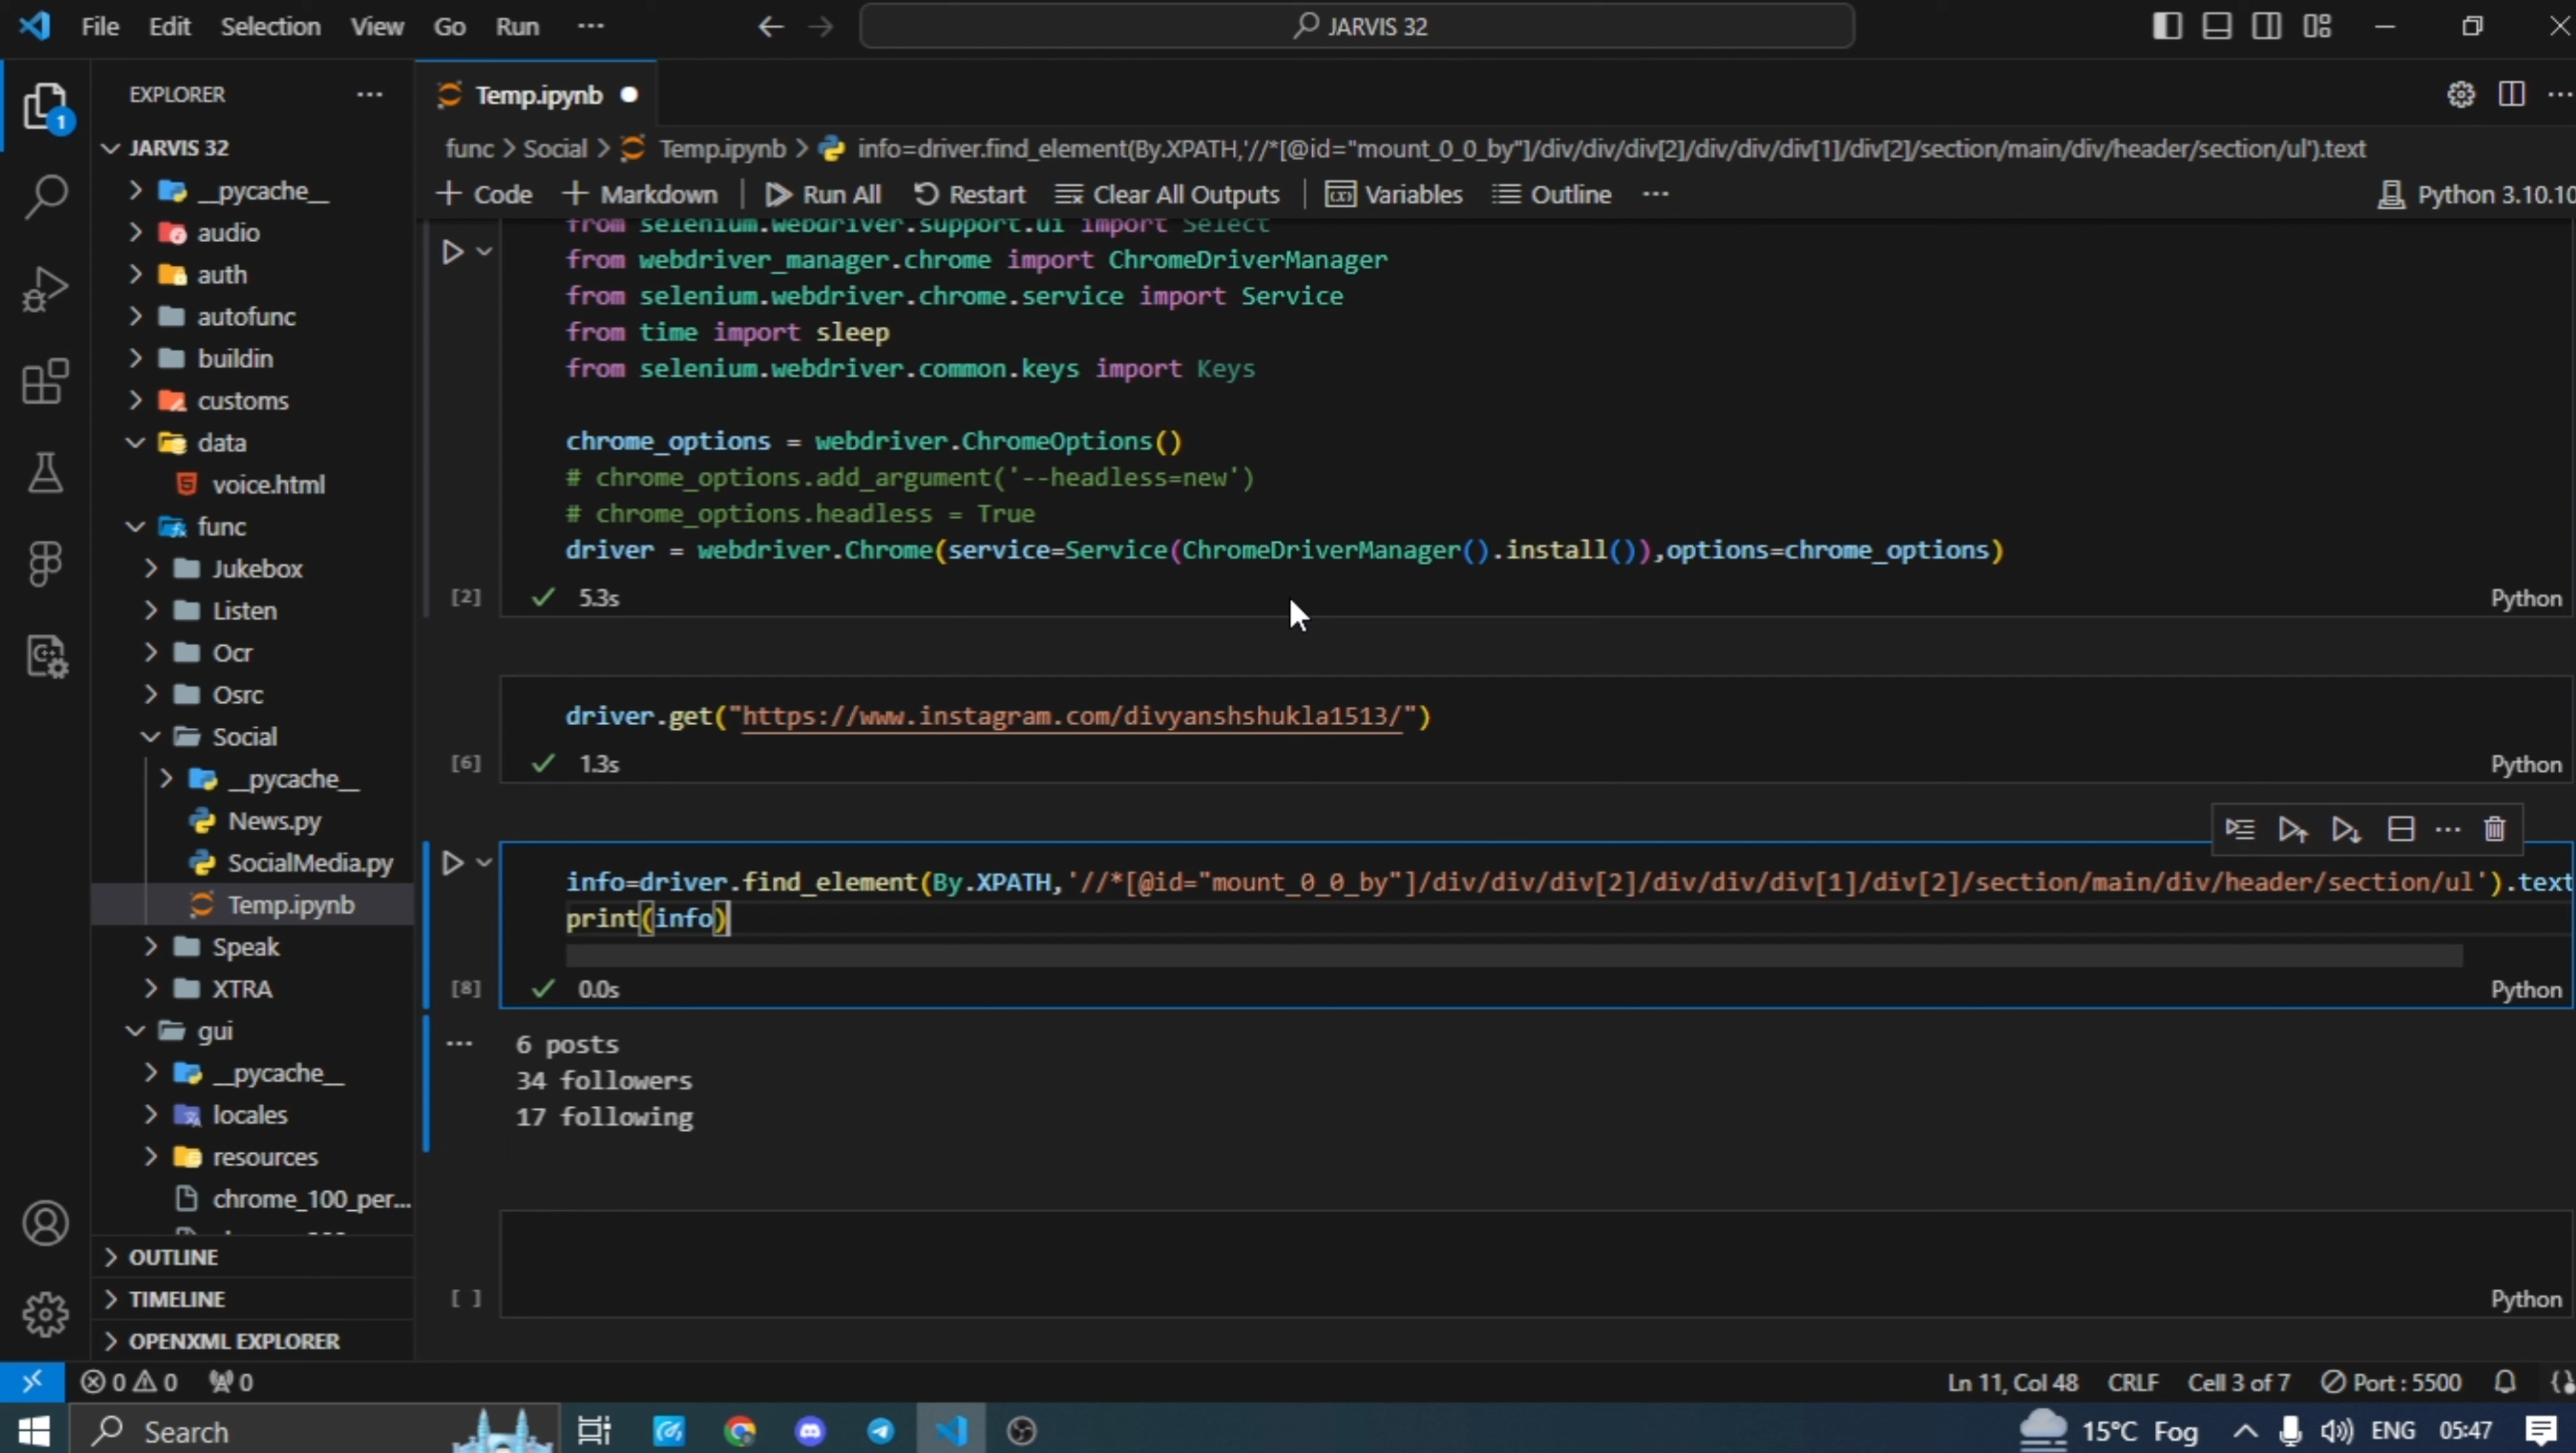 File Edit Selection View Go Run ···
JARVIS 32
EXPLORER ···
1
JARVIS 32
__pycache__
audio
auth
autofunc
buildin
customs
data
voice.html
func
Jukebox
Listen
Ocr
Osrc
Social
__pycache__
News.py
SocialMedia.py
Temp.ipynb
Speak
XTRA
gui
__pycache__
locales
resources
chrome_100_per...
OUTLINE
TIMELINE
OPENXML EXPLORER
Temp.ipynb
func > Social > Temp.ipynb > info=driver.find_element(By.XPATH,'//*[@id="mount_0_0_by"]/div/div/div[2]/div/div/div[1]/div[2]/section/main/div/header/section/ul').text
+ Code + Markdown Run All Restart Clear All Outputs Variables Outline ··· Python 3.10.10
from selenium.webdriver.support.ui import Select
from webdriver_manager.chrome import ChromeDriverManager
from selenium.webdriver.chrome.service import Service
from time import sleep
from selenium.webdriver.common.keys import Keys
chrome_options = webdriver.ChromeOptions()
# chrome_options.add_argument('--headless=new')
# chrome_options.headless = True
driver = webdriver.Chrome(service=Service(ChromeDriverManager().install()),options=chrome_options)
[2] 5.3s Python
driver.get("https://www.instagram.com/divyanshshukla1513/")
[6] 1.3s Python
info=driver.find_element(By.XPATH,'//*[@id="mount_0_0_by"]/div/div/div[2]/div/div/div[1]/div[2]/section/main/div/header/section/ul').text
print(info)
[8] 0.0s Python
6 posts
34 followers
17 following
[ ] Python
0 0 0 Ln 11, Col 48 CRLF Cell 3 of 7 Port : 5500
Search 15°C Fog ENG 05:47